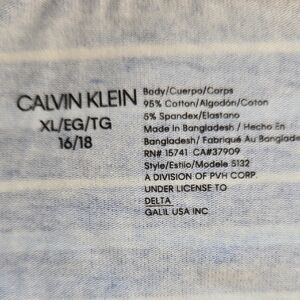 CALVIN KLEIN
XL/EG/TG
16/18
Body/Cuerpo/Corps
95% Cotton/Algodón/Coton
5% Spandex/Elastano
Made In Bangladesh / Hecho En
Bangladesh/ Fabriqué Au Banglade
RN# 15741 CA#37909
Style/Estilo/Modele S132
A DIVISION OF PVH CORP.
UNDER LICENSE TO
DELTA
GALIL USA INC